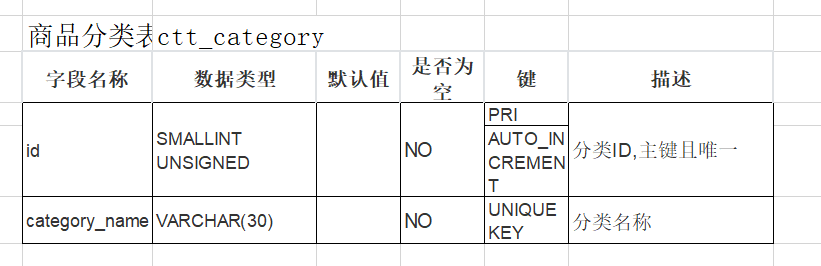 商品分类表ctt_category
字段名称 数据类型 默认值 是否为空 键 描述
id SMALLINT UNSIGNED NO PRI AUTO_INCREMENT 分类ID,主键且唯一
category_name VARCHAR(30) NO UNIQUE KEY 分类名称